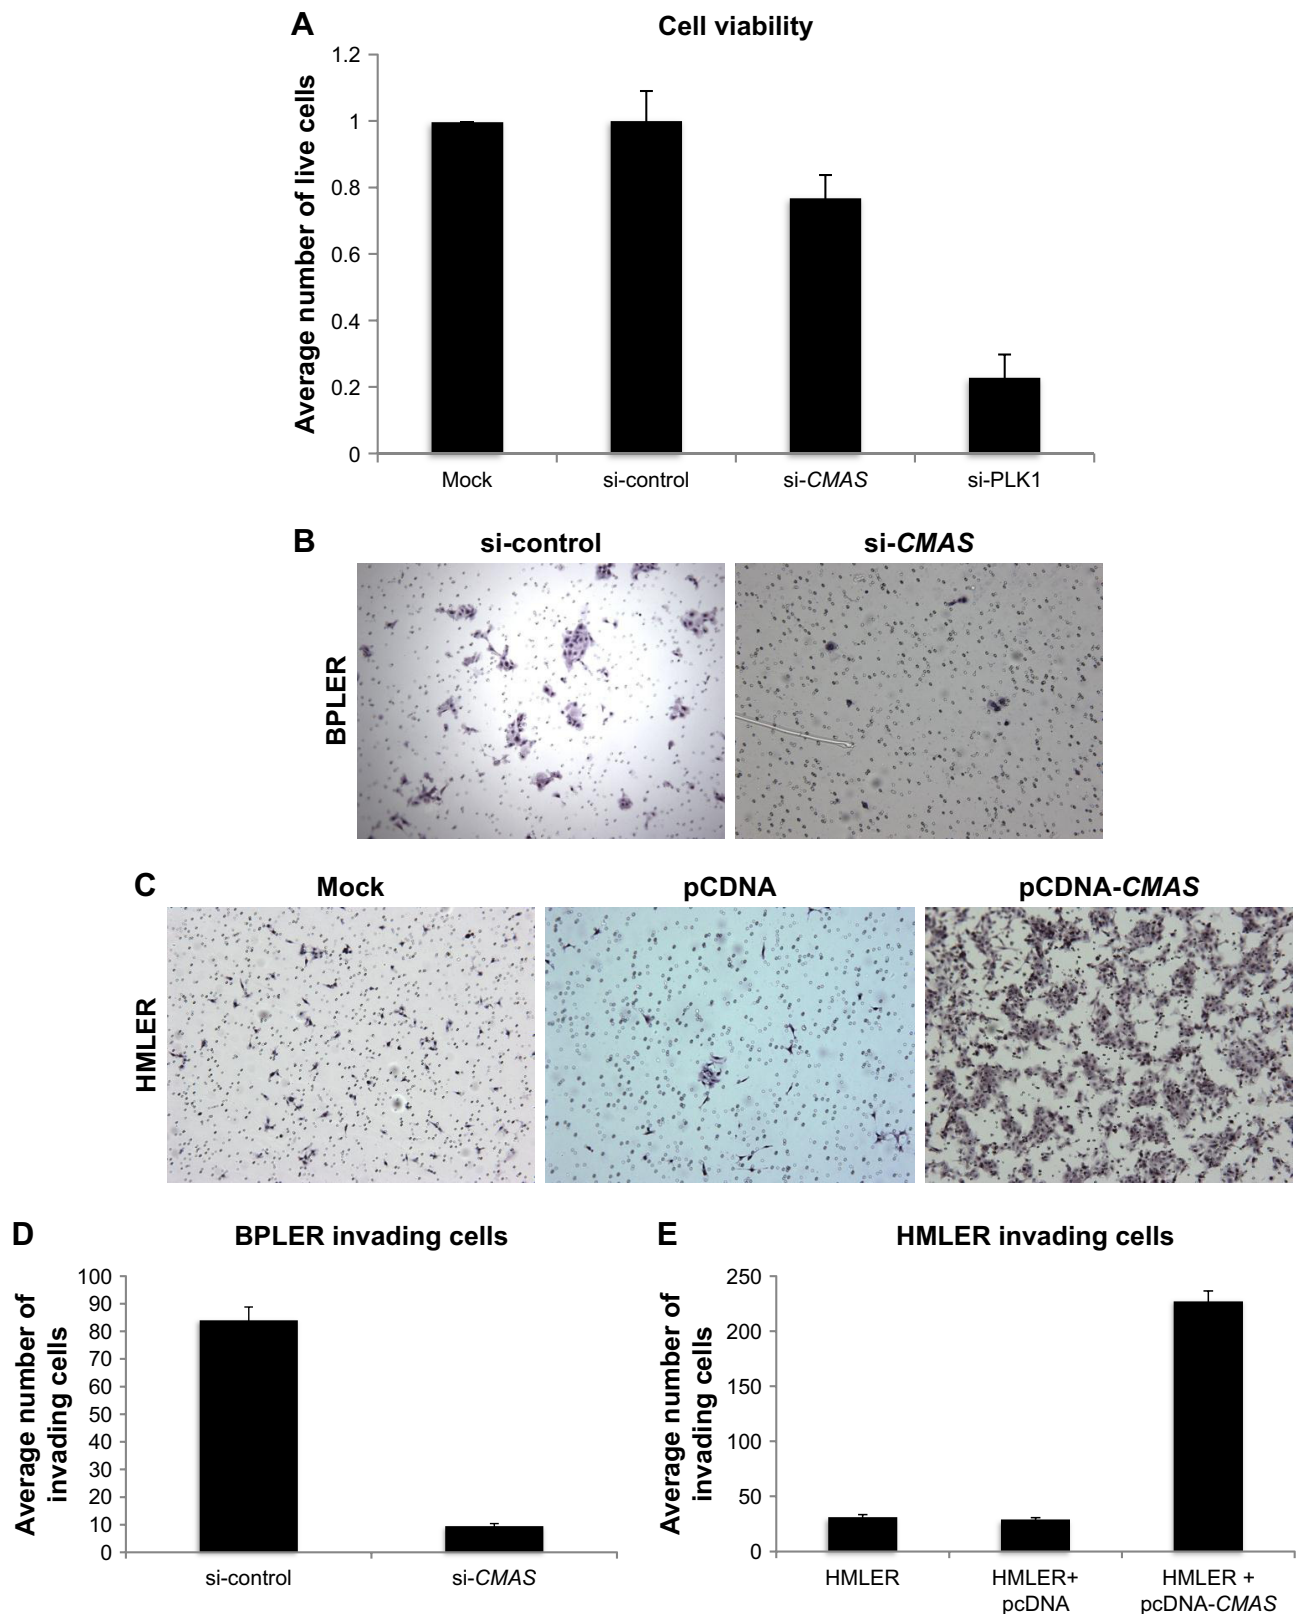 A
Cell viability
Average number of live cells
1.2
1
0.8
0.6
0.4
0.2
0
Mock
si-control
si-CMAS
si-PLK1
B
si-control
si-CMAS
BPLER
C
Mock
pCDNA
pCDNA-CMAS
HMLER
D
BPLER invading cells
Average number of
invading cells
100
90
80
70
60
50
40
30
20
10
0
si-control
si-CMAS
E
HMLER invading cells
Average number of
invading cells
250
200
150
100
50
0
HMLER
HMLER+
pcDNA
HMLER +
pcDNA-CMAS